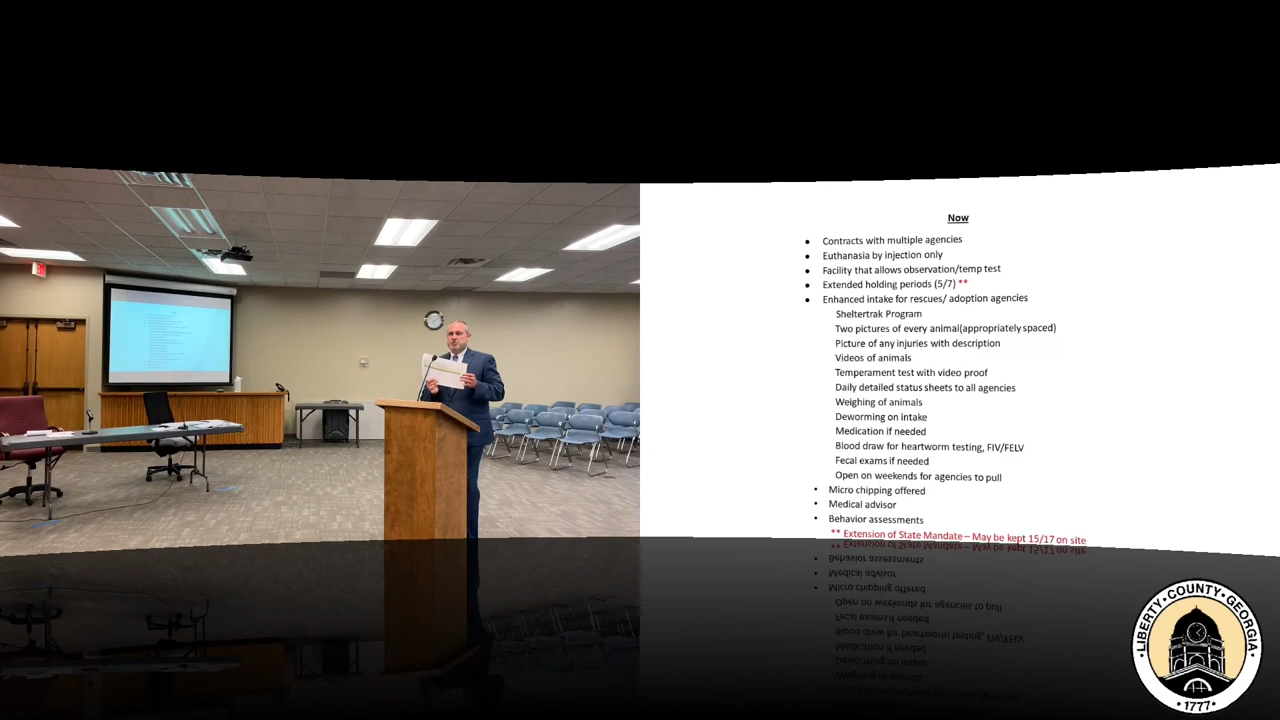 Now
• Contracts with multiple agencies
• Euthanasia by injection only
• Facility that allows observation/temp test
• Extended holding periods (5/7) **
• Enhanced intake for rescues/ adoption agencies
Sheltertrak Program
Two pictures of every animal(appropriately spaced)
Picture of any injuries with description
Videos of animals
Temperament test with video proof
Daily detailed status sheets to all agencies
Weighing of animals
Deworming on intake
Medication if needed
Blood draw for heartworm testing, FIV/FELV
Fecal exams if needed
Open on weekends for agencies to pull
• Micro chipping offered
• Medical advisor
• Behavior assessments
** Extension of State Mandate – May be kept 15/17 on site
LIBERTY • COUNTY • GEORGIA
• 1777 •